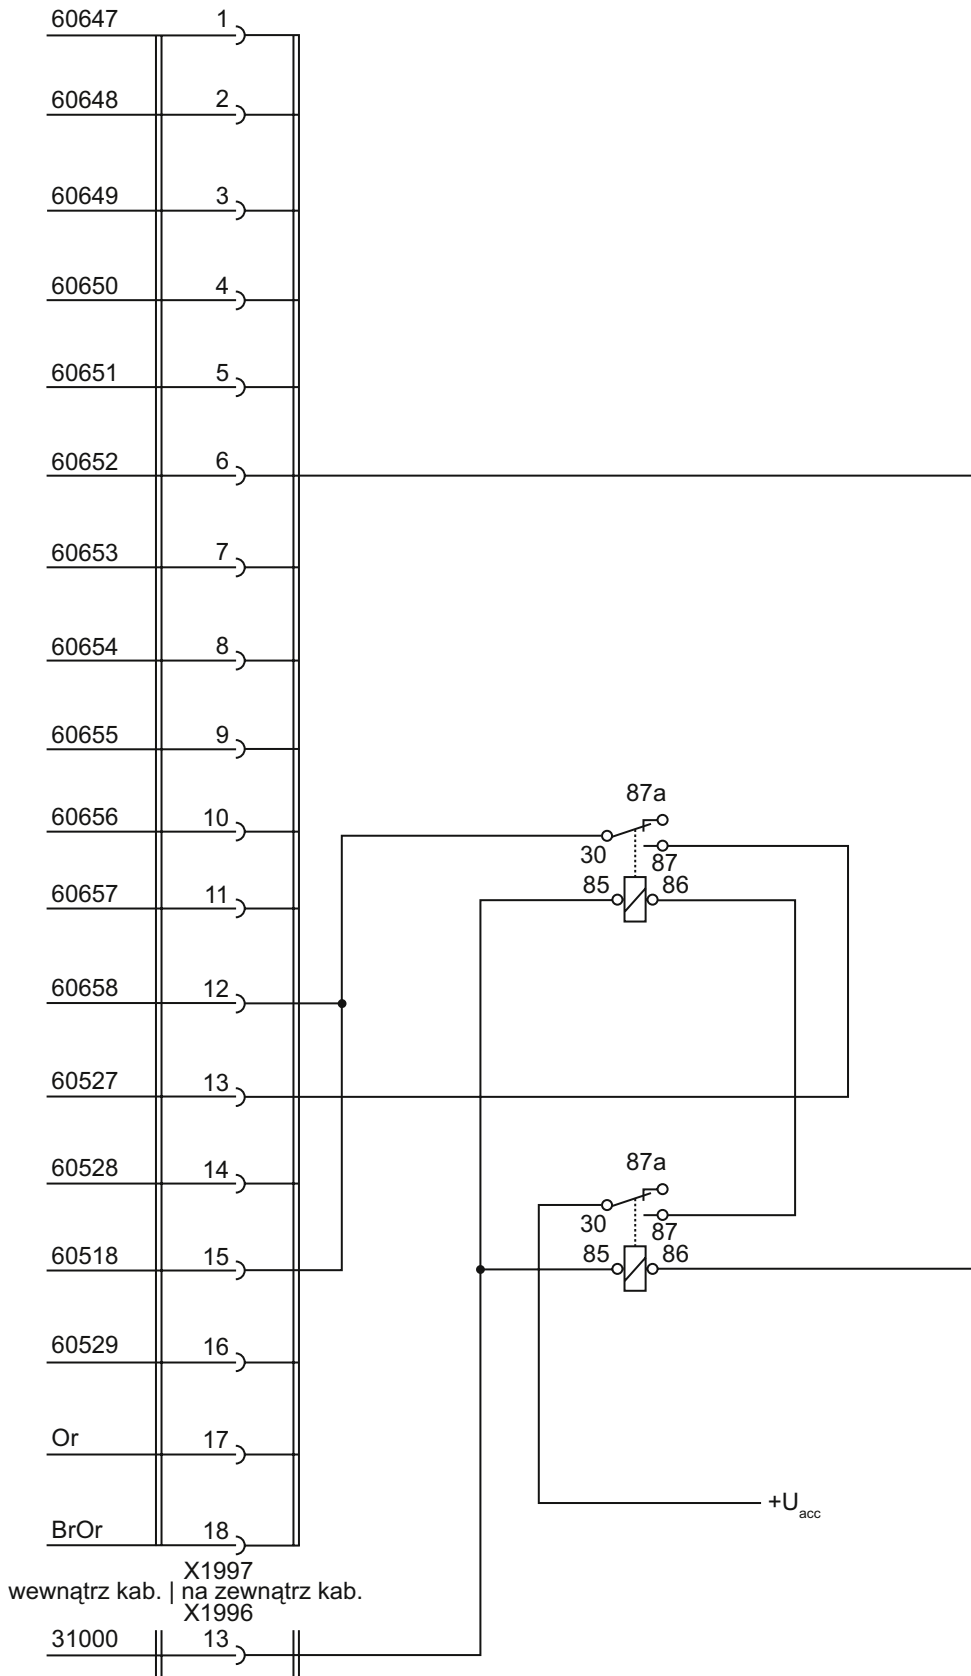 60647 1
60648 2
60649 3
60650 4
60651 5
60652 6
60653 7
60654 8
60655 9
87a
60656 10
30 87
60657 11 85 86
60658 12
60527 13
60528 14 87a
30 87
60518 15 85 86
60529 16
Or 17
+Uacc
BrOr 18
X1997
wewnątrz kab. | na zewnątrz kab.
X1996
31000 13